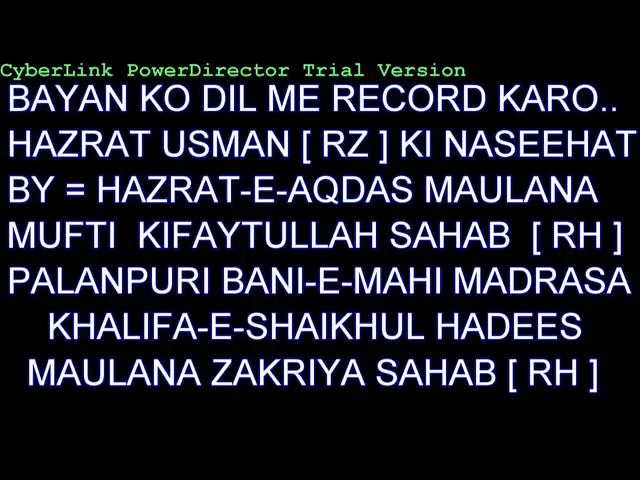 CyberLink PowerDirector Trial Version
BAYAN KO DIL ME RECORD KARO..
HAZRAT USMAN [ RZ ] KI NASEEHAT
BY = HAZRAT-E-AQDAS MAULANA
MUFTI KIFAYTULLAH SAHAB [ RH ]
PALANPURI BANI-E-MAHI MADRASA
KHALIFA-E-SHAIKHUL HADEES
MAULANA ZAKRIYA SAHAB [ RH ]